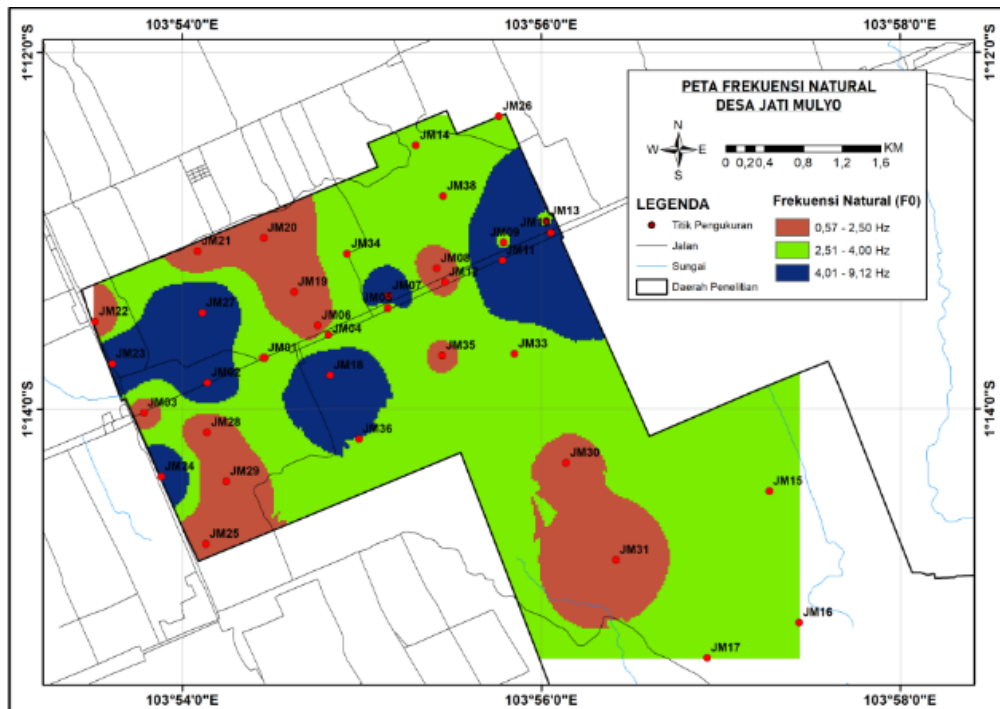 103°54'0"E 103°56'0"E 103°58'0"E
1°12'0"S 1°12'0"S
PETA FREKUENSI NATURAL
DESA JATI MULYO
N
W E
S
KM
0 0,20,4 0,8 1,2 1,6
LEGENDA
Titik Pengukuran
Jalan
Sungai
Daerah Penelitian
Frekuensi Natural (F0)
0,57 - 2,50 Hz
2,51 - 4,00 Hz
4,01 - 9,12 Hz
JM26
JM14
JM38
JM13
JM20
JM21
JM34
JM09
JM11
JM08
JM19
JM07
JM05
JM27
JM22
JM06
JM04
JM01
JM35
JM33
JM23
JM02
JM18
JM03
JM28
JM36
JM24
JM29
JM30
JM15
JM25
JM31
JM16
JM17
1°14'0"S 1°14'0"S
103°54'0"E 103°56'0"E 103°58'0"E